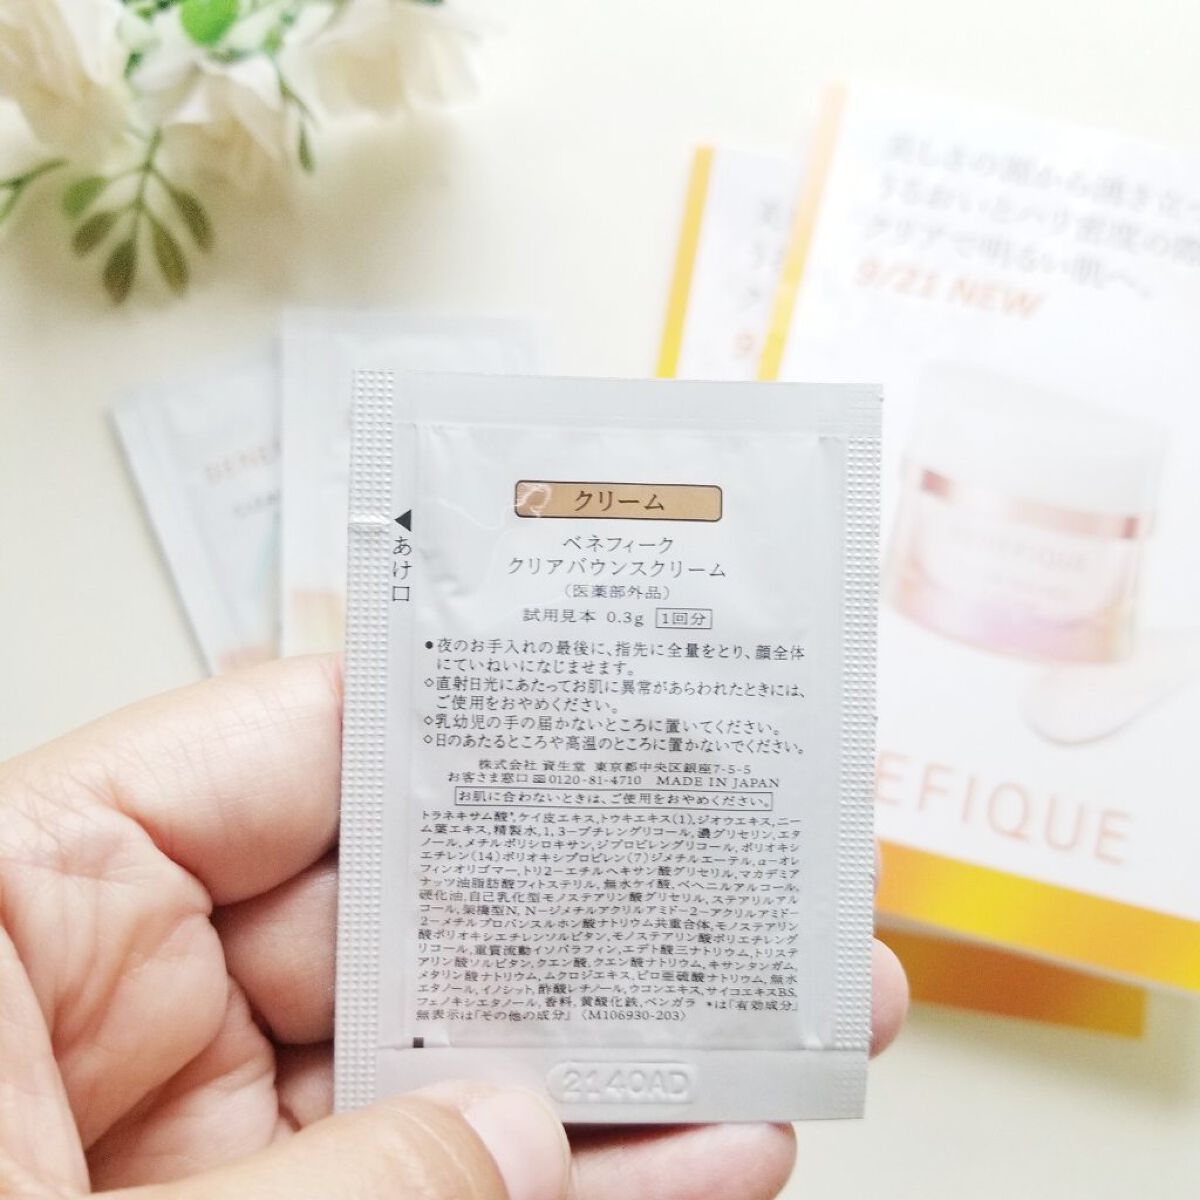 美しさの源から湧き立つ
うるおいとハリ密度の際
クリアで明るい肌へ。
9/21 NEW
EFIQUE
クリーム
ベネフィーク
クリアバウンスクリーム
（医薬部外品）
試用見本 0.3g 1回分
あけ口
●夜のお手入れの最後に、指先に全量をとり、顔全体
にていねいになじませます。
◇直射日光にあたってお肌に異常があらわれたときには、
ご使用をおやめください。
◇乳幼児の手の届かないところに置いてください。
◇日のあたるところや高温のところに置かないでください。
株式会社 資生堂 東京都中央区銀座7-5-5
お客さま窓口 0120-81-4710 MADE IN JAPAN
お肌に合わないときは、ご使用をおやめください。
トラネキサム酸*,ケイ皮エキス,トウキエキス(1),ジオウエキス,ニー
ム葉エキス,精製水,1,3-ブチレングリコール,濃グリセリン,エタ
ノール,メチルポリシロキサン,ジプロピレングリコール,ポリオキシ
エチレン(14)ポリオキシプロピレン(7)ジメチルエーテル,α-オレ
フィンオリゴマー,トリ2-エチルヘキサン酸グリセリル,マカデミア
ナッツ油脂肪酸フィトステリル,無水ケイ酸,ベヘニルアルコール,
硬化油,自己乳化型モノステアリン酸グリセリル,ステアリルアル
コール,架橋型N,N-ジメチルアクリルアミド-2-アクリルアミド-
2-メチルプロパンスルホン酸ナトリウム共重合体,モノステアリン
酸ポリオキシエチレンソルビタン,モノステアリン酸ポリエチレング
リコール,重質流動イソパラフィン,エデト酸三ナトリウム,トリステ
アリン酸ソルビタン,クエン酸,クエン酸ナトリウム,キサンタンガム,
メタリン酸ナトリウム,ムクロジエキス,ピロ亜硫酸ナトリウム,無水
エタノール,イノシット,酢酸レチノール,ウコンエキス,サイコエキスBS,
フェノキシエタノール,香料,黄酸化鉄,ベンガラ *は「有効成分」
無表示は「その他の成分」〈M106930-203〉
2140AD